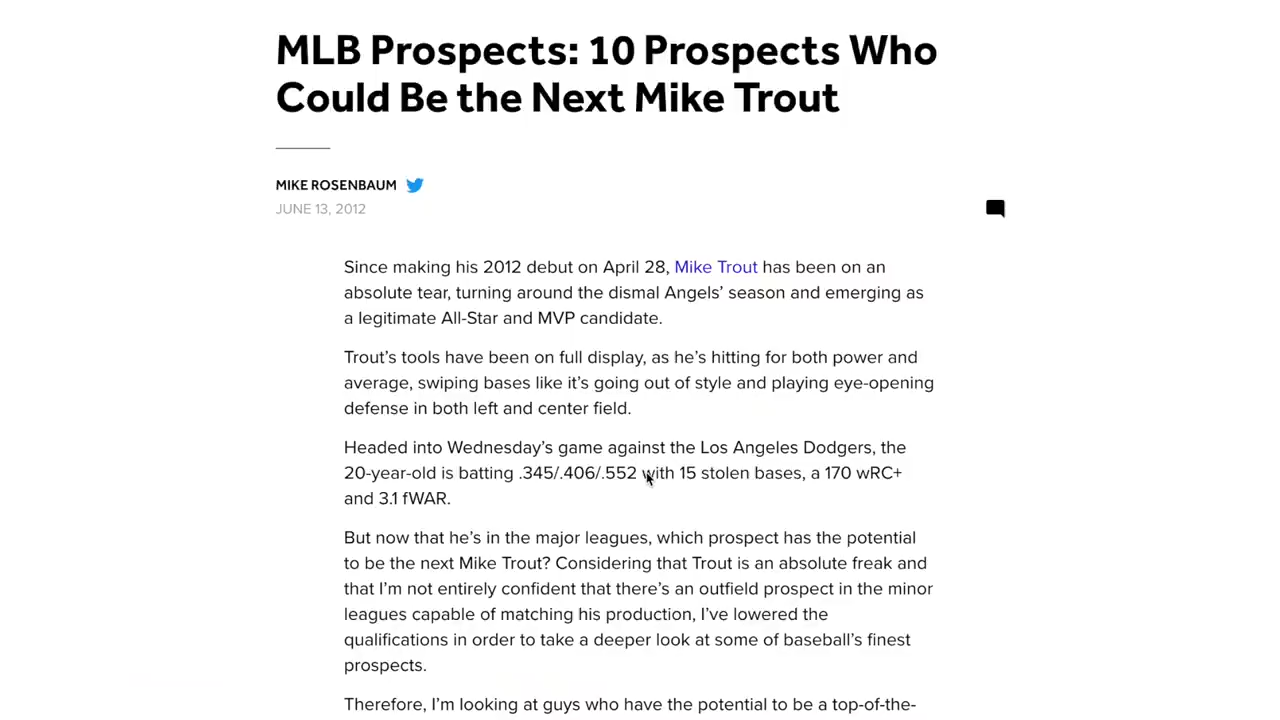 MLB Prospects: 10 Prospects Who
Could Be the Next Mike Trout
MIKE ROSENBAUM
JUNE 13, 2012
Since making his 2012 debut on April 28, Mike Trout has been on an
absolute tear, turning around the dismal Angels’ season and emerging as
a legitimate All-Star and MVP candidate.
Trout’s tools have been on full display, as he’s hitting for both power and
average, swiping bases like it’s going out of style and playing eye-opening
defense in both left and center field.
Headed into Wednesday’s game against the Los Angeles Dodgers, the
20-year-old is batting .345/.406/.552 with 15 stolen bases, a 170 wRC+
and 3.1 fWAR.
But now that he’s in the major leagues, which prospect has the potential
to be the next Mike Trout? Considering that Trout is an absolute freak and
that I’m not entirely confident that there’s an outfield prospect in the minor
leagues capable of matching his production, I’ve lowered the
qualifications in order to take a deeper look at some of baseball’s finest
prospects.
Therefore, I’m looking at guys who have the potential to be a top-of-the-